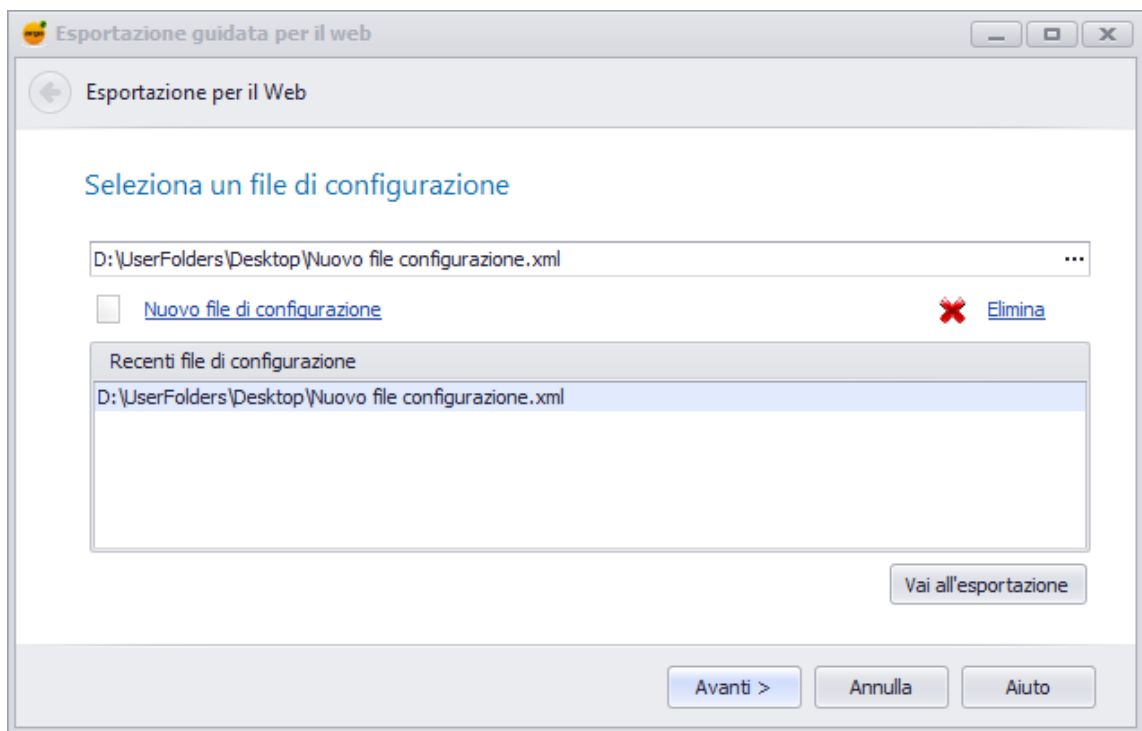 Esportazione guidata per il web
Esportazione per il Web
Seleziona un file di configurazione
D:\UserFolders\Desktop\Nuovo file configurazione.xml ...
Nuovo file di configurazione Elimina
Recenti file di configurazione
D:\UserFolders\Desktop\Nuovo file configurazione.xml
Vai all'esportazione
Avanti > Annulla Aiuto